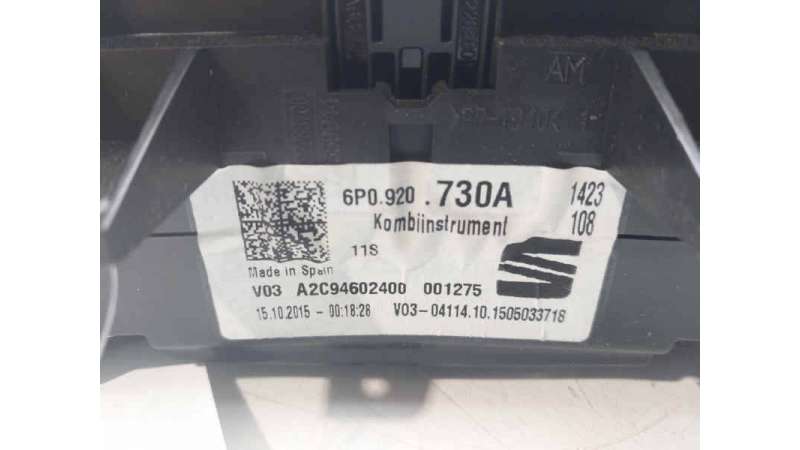 AM
6P0.920 .730A 1423
Kombiinstrument 108
11S
Made in Spain
V03 A2C94602400 001275
15.10.2015 - 00:18:28 V03-04114.10.1505033718